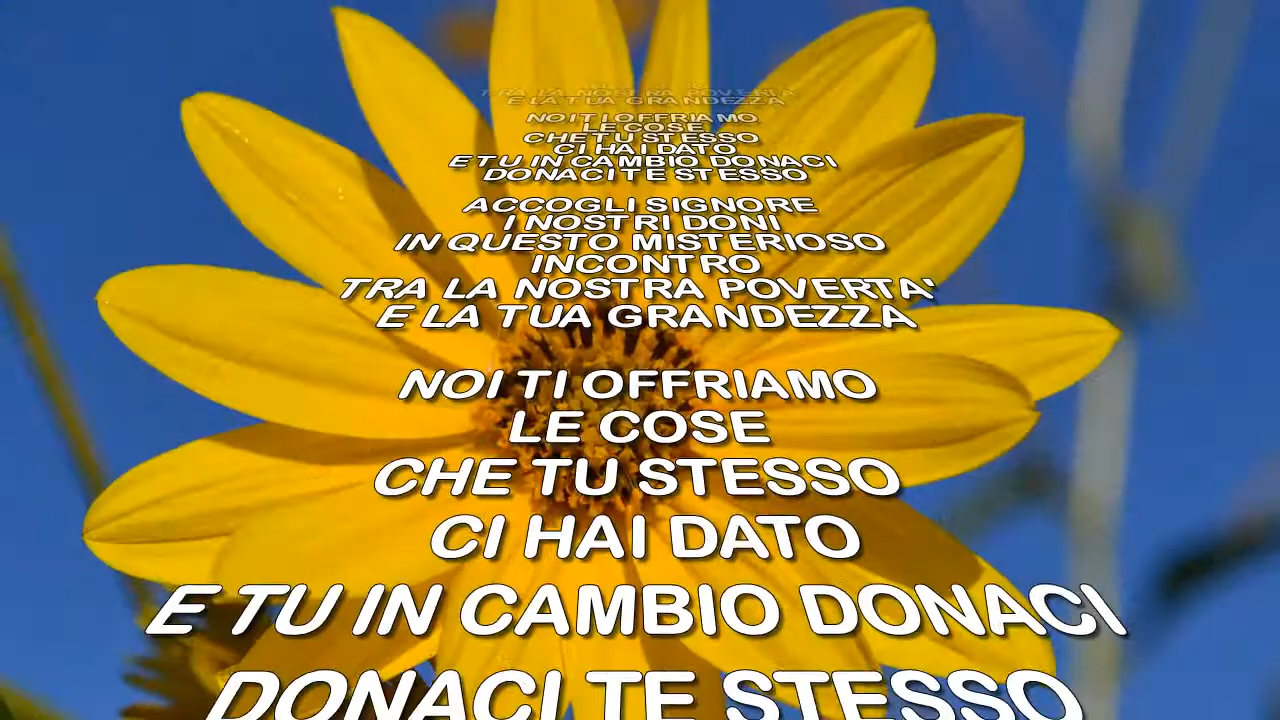 TRA LA NOSTRA POVERTA'
E LA TUA GRANDEZZA
NOI TI OFFRIAMO
LE COSE
CHE TU STESSO
CI HAI DATO
E TU IN CAMBIO DONACI
DONACI TE STESSO
ACCOGLI SIGNORE
I NOSTRI DONI
IN QUESTO MISTERIOSO
INCONTRO
TRA LA NOSTRA POVERTA'
E LA TUA GRANDEZZA
NOI TI OFFRIAMO
LE COSE
CHE TU STESSO
CI HAI DATO
E TU IN CAMBIO DONACI
DONACI TE STESSO